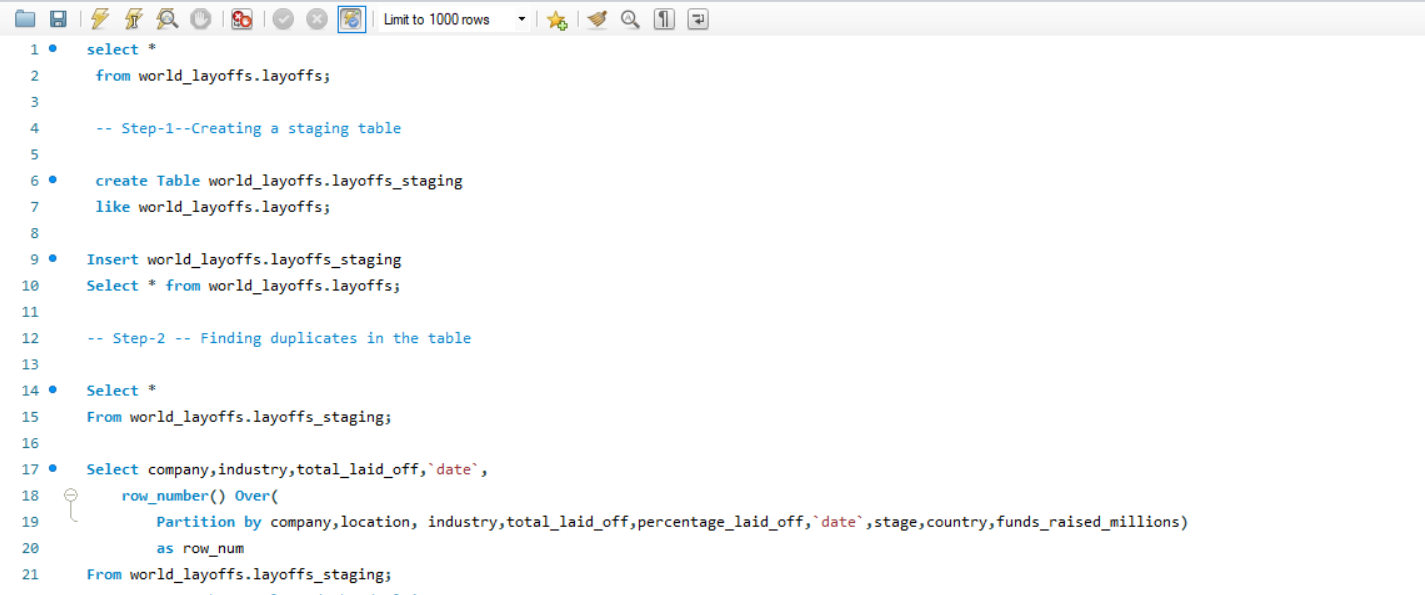 Limit to 1000 rows
1 select *
2 from world_layoffs.layoffs;
3
4 -- Step-1--Creating a staging table
5
6 create Table world_layoffs.layoffs_staging
7 like world_layoffs.layoffs;
8
9 Insert world_layoffs.layoffs_staging
10 Select * from world_layoffs.layoffs;
11
12 -- Step-2 -- Finding duplicates in the table
13
14 Select *
15 From world_layoffs.layoffs_staging;
16
17 Select company,industry,total_laid_off,`date`,
18 row_number() Over(
19 Partition by company,location, industry,total_laid_off,percentage_laid_off,`date`,stage,country,funds_raised_millions)
20 as row_num
21 From world_layoffs.layoffs_staging;